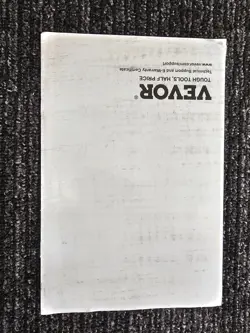 VEVOR®
TOUGH TOOLS, HALF PRICE
Technical Support and E-Warranty Certificate
www.vevor.com/support